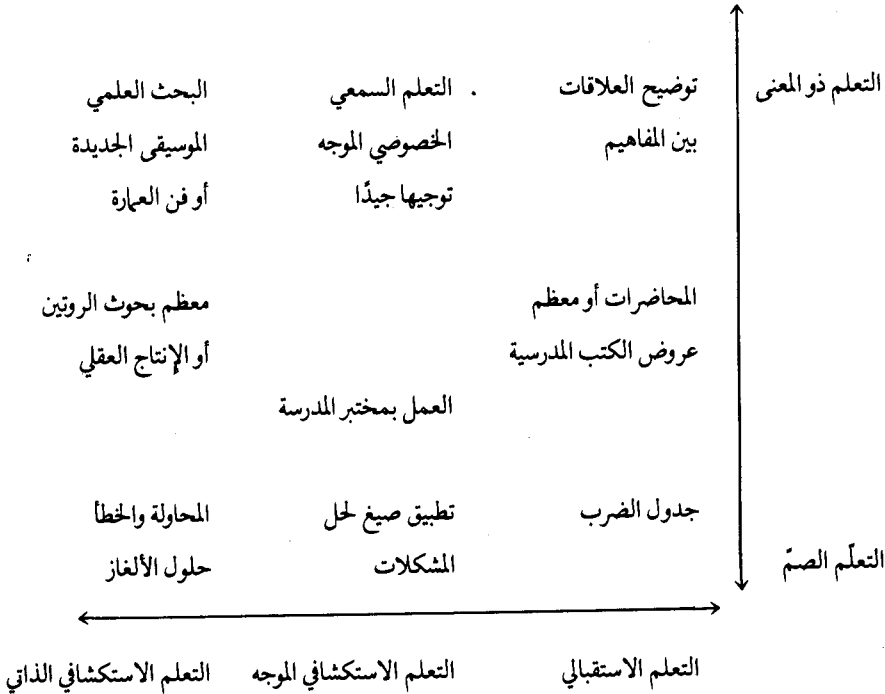 التعلم ذو المعنى
توضيح العلاقات
بين المفاهيم
التعلم السمعي
الخصوصي الموجه
توجيها جيدًا
البحث العلمي
الموسيقى الجديدة
أو فن العمارة
المحاضرات أو معظم
عروض الكتب المدرسية
العمل بمختبر المدرسة
معظم بحوث الروتين
أو الإنتاج العقلي
التعلّم الصمّ
جدول الضرب
تطبيق صيغ لحل
المشكلات
المحاولة والخطأ
حلول الألغاز
التعلم الاستقبالي
التعلم الاستكشافي الموجه
التعلم الاستكشافي الذاتي